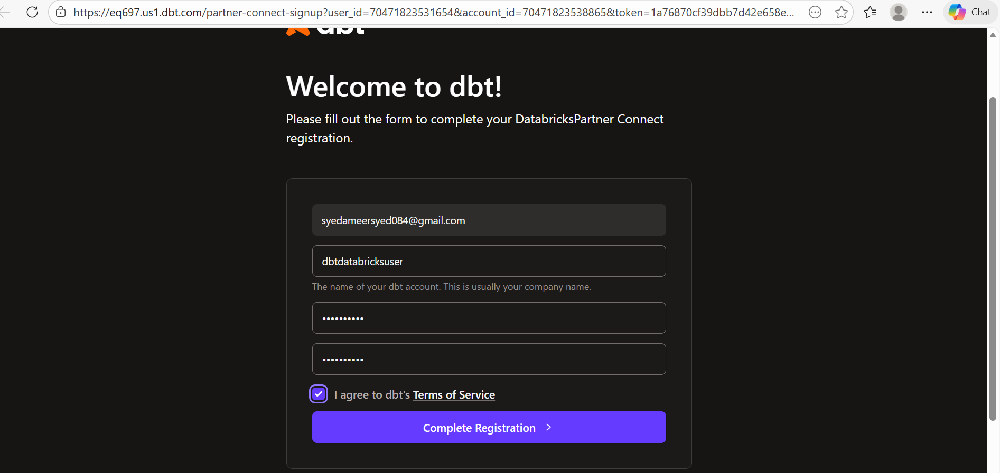 https://eq697.us1.dbt.com/partner-connect-signup?user_id=70471823531654&account_id=70471823538865&token=1a76870cf39dbb7d42e658e...
Chat
dbt
Welcome to dbt!
Please fill out the form to complete your DatabricksPartner Connect
registration.
syedameersyed084@gmail.com
dbtdatabricksuser
The name of your dbt account. This is usually your company name.
••••••••••
••••••••••
I agree to dbt's Terms of Service
Complete Registration